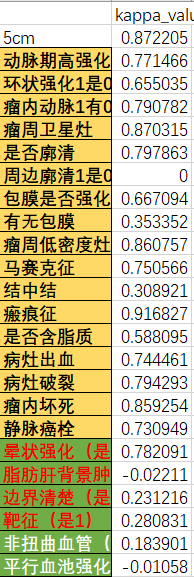 kappa_valu
5cm 0.872205
动脉期高强化 0.771466
环状强化1是0 0.655035
瘤内动脉1有0 0.790782
瘤周卫星灶 0.870315
是否廓清 0.797863
周边廓清1是0 0
包膜是否强化 0.667094
有无包膜 0.353352
瘤周低密度灶 0.860757
马赛克征 0.750566
结中结 0.308921
瘢痕征 0.916827
是否含脂质 0.588095
病灶出血 0.744461
病灶破裂 0.794293
瘤内坏死 0.859254
静脉癌栓 0.730949
晕状强化（是 0.782091
脂肪肝背景肿 -0.02211
边界清楚（是 0.231216
靶征（是1） 0.280831
非扭曲血管（ 0.183901
平行血池强化 -0.01058